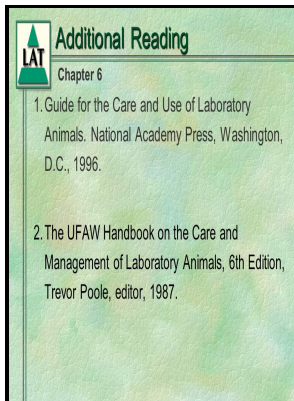 LAT
Additional Reading
Chapter 6
1. Guide for the Care and Use of Laboratory
Animals. National Academy Press, Washington,
D.C., 1996.
2. The UFAW Handbook on the Care and
Management of Laboratory Animals, 6th Edition,
Trevor Poole, editor, 1987.